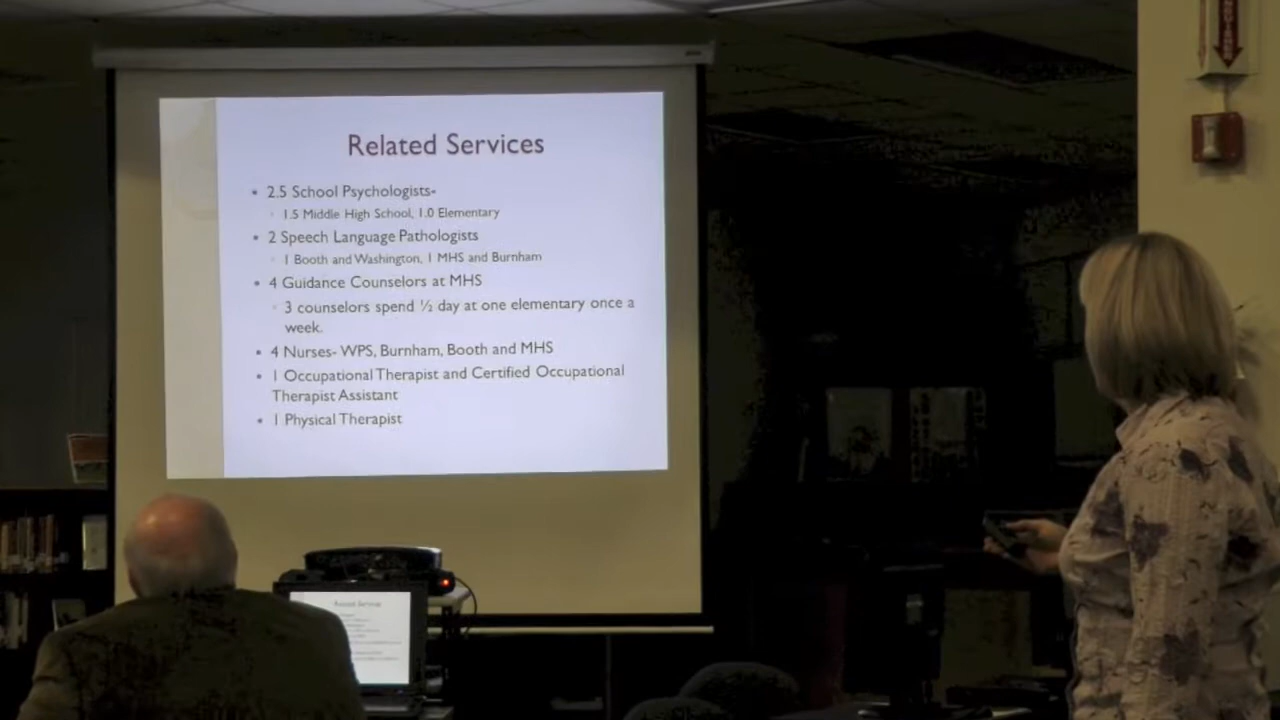 Related Services
• 2.5 School Psychologists-
◦ 1.5 Middle High School, 1.0 Elementary
• 2 Speech Language Pathologists
◦ 1 Booth and Washington, 1 MHS and Burnham
• 4 Guidance Counselors at MHS
◦ 3 counselors spend ½ day at one elementary once a
week.
• 4 Nurses- WPS, Burnham, Booth and MHS
• 1 Occupational Therapist and Certified Occupational
Therapist Assistant
• 1 Physical Therapist
Related Services